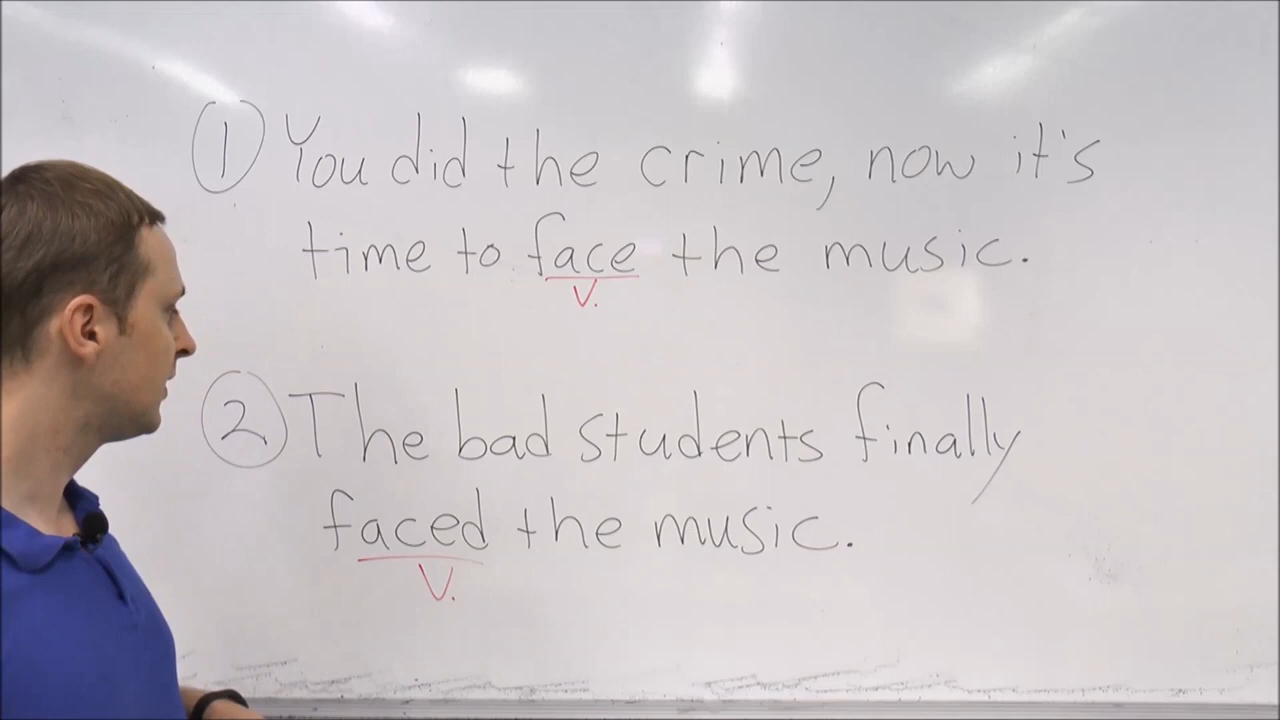 ① You did the crime, now it's
time to face the music.
v.
② The bad students finally
faced the music.
v.